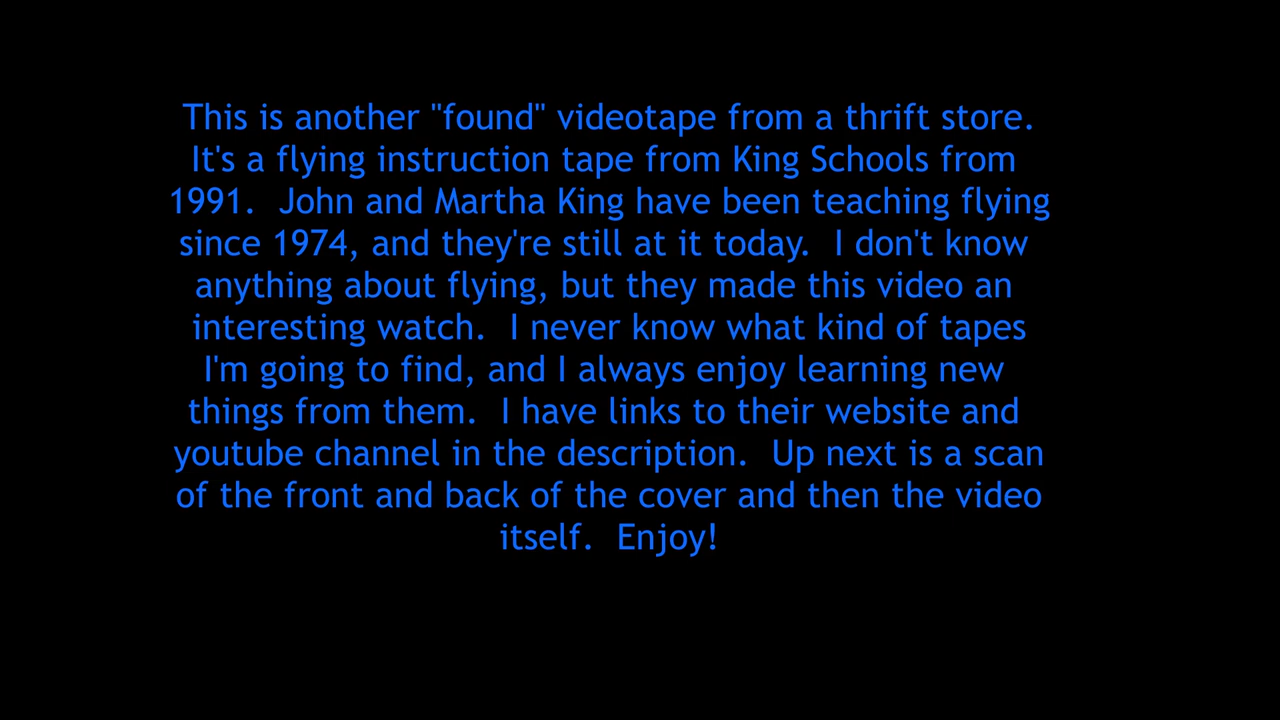 This is another "found" videotape from a thrift store.
It's a flying instruction tape from King Schools from
1991.  John and Martha King have been teaching flying
since 1974, and they're still at it today.  I don't know
anything about flying, but they made this video an
interesting watch.  I never know what kind of tapes
I'm going to find, and I always enjoy learning new
things from them.  I have links to their website and
youtube channel in the description.  Up next is a scan
of the front and back of the cover and then the video
itself.  Enjoy!